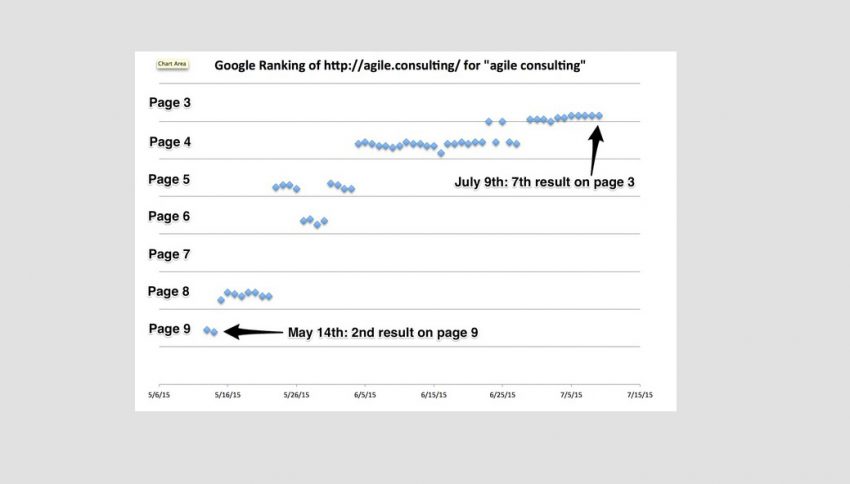 Chart Area
Google Ranking of http://agile.consulting/ for "agile consulting"
Page 3
Page 4
Page 5
July 9th: 7th result on page 3
Page 6
Page 7
Page 8
Page 9
May 14th: 2nd result on page 9
5/6/15 5/16/15 5/26/15 6/5/15 6/15/15 6/25/15 7/5/15 7/15/15